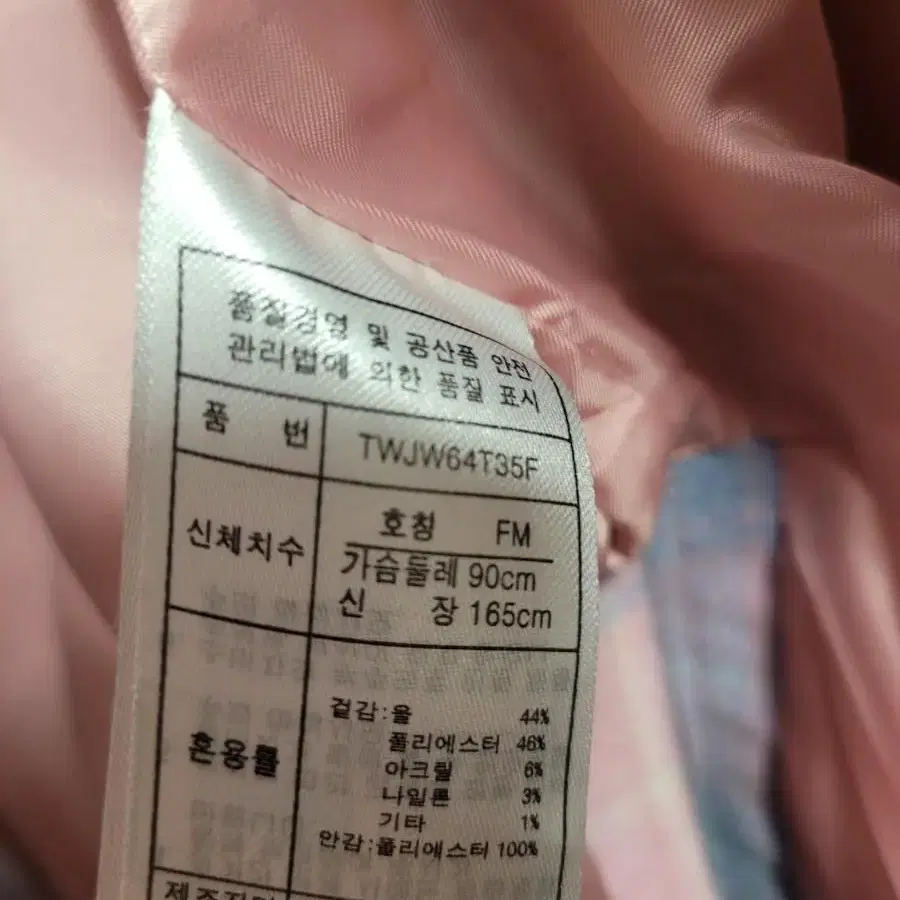 품질경영 및 공산품 안전
관리법에 의한 품질 표시
품 번 TWJW64T35F
신체치수
호칭 FM
가슴둘레 90cm
신 장 165cm
혼용률
겉감:울 44%
폴리에스터 46%
아크릴 6%
나일론 3%
기타 1%
안감:폴리에스터 100%